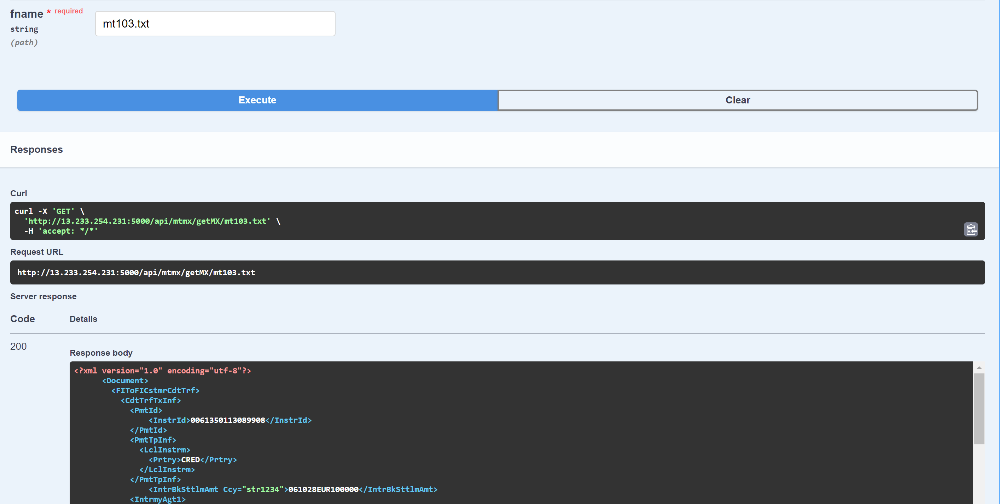 fname * required
string
(path)
mt103.txt
Execute
Clear
Responses
Curl
curl -X 'GET' \
'http://13.233.254.231:5000/api/mtmx/getMX/mt103.txt' \
-H 'accept: */*'
Request URL
http://13.233.254.231:5000/api/mtmx/getMX/mt103.txt
Server response
Code Details
200
Response body
<?xml version="1.0" encoding="utf-8"?>
<Document>
<FIToFICstmrCdtTrf>
<CdtTrfTxInf>
<PmtId>
<InstrId>0061350113089908</InstrId>
</PmtId>
<PmtTpInf>
<LclInstrm>
<Prtry>CRED</Prtry>
</LclInstrm>
</PmtTpInf>
<IntrBkSttlmAmt Ccy="str1234">061028EUR100000</IntrBkSttlmAmt>
<IntrmyAgt1>